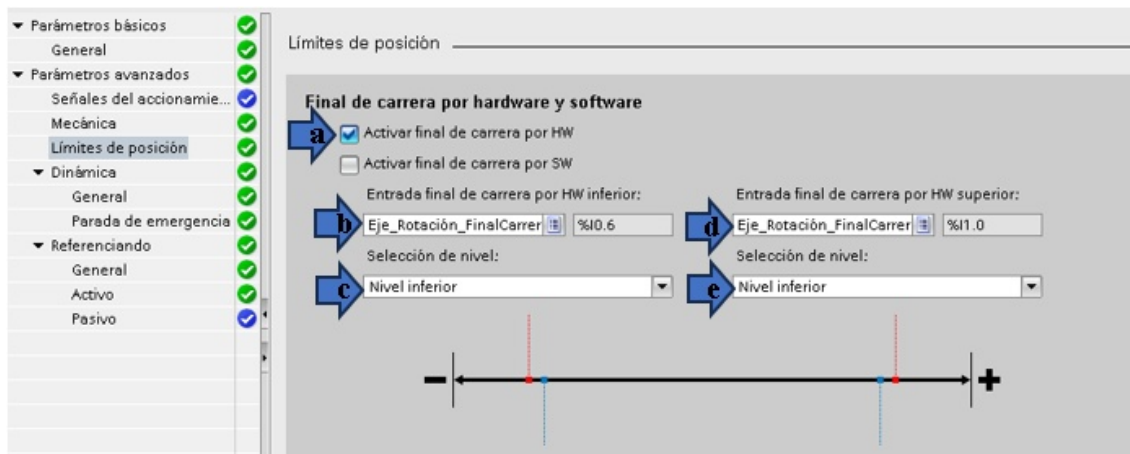 Parámetros básicos
General
Parámetros avanzados
Señales del accionamie...
Mecánica
Límites de posición
Dinámica
General
Parada de emergencia
Referenciando
General
Activo
Pasivo
Límites de posición
Final de carrera por hardware y software
a Activar final de carrera por HW
Activar final de carrera por SW
Entrada final de carrera por HW inferior:
b Eje_Rotación_FinalCarrer %I0.6
Selección de nivel:
c Nivel inferior
Entrada final de carrera por HW superior:
d Eje_Rotación_FinalCarrer %I1.0
Selección de nivel:
e Nivel inferior
− +